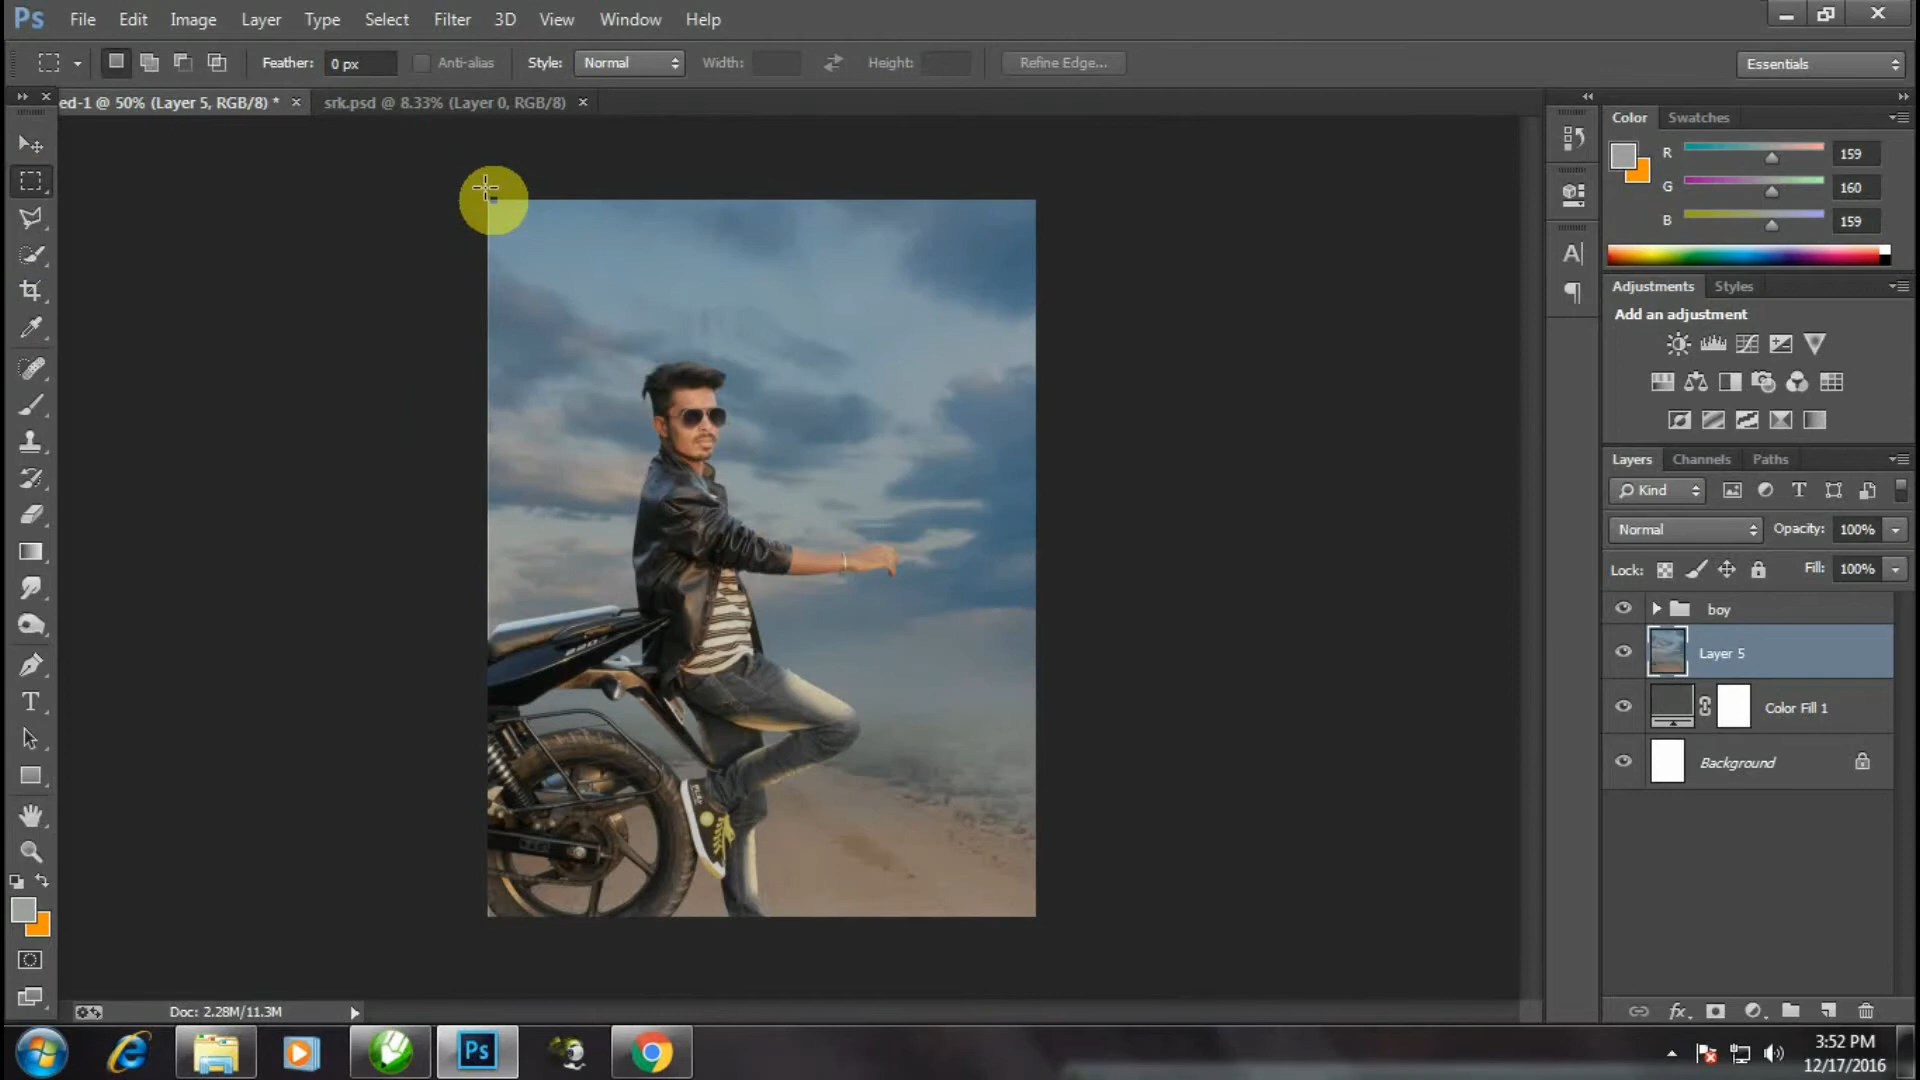 Ps File Edit Image Layer Type Select Filter 3D View Window Help
Feather: 0 px Anti-alias Style: Normal Width: Height: Refine Edge... Essentials
ed-1 @ 50% (Layer 5, RGB/8) * × srk.psd @ 8.33% (Layer 0, RGB/8) ×
Color Swatches
R 159
G 160
B 159
Adjustments Styles
Add an adjustment
Layers Channels Paths
Kind
Normal Opacity: 100%
Lock: Fill: 100%
boy
Layer 5
Color Fill 1
Background
Doc: 2.28M/11.3M
Ps
3:52 PM
12/17/2016